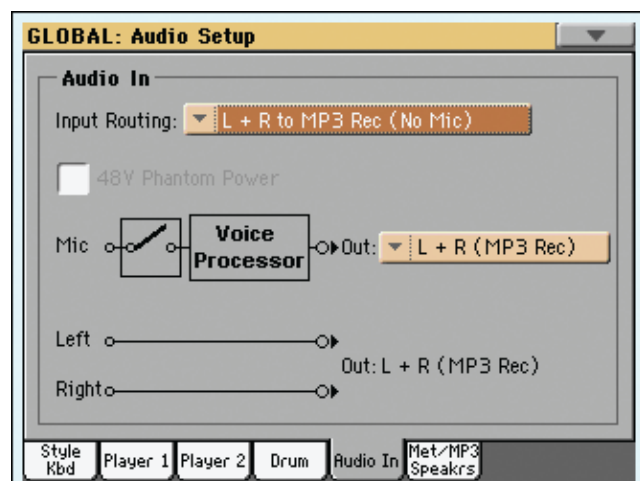 GLOBAL: Audio Setup
Audio In
Input Routing: L + R to MP3 Rec (No Mic)
48V Phantom Power
Mic
Voice
Processor
Out: L + R (MP3 Rec)
Left
Out: L + R (MP3 Rec)
Right
Style
Kbd
Player 1
Player 2
Drum
Audio In
Met/MP3
Speakrs